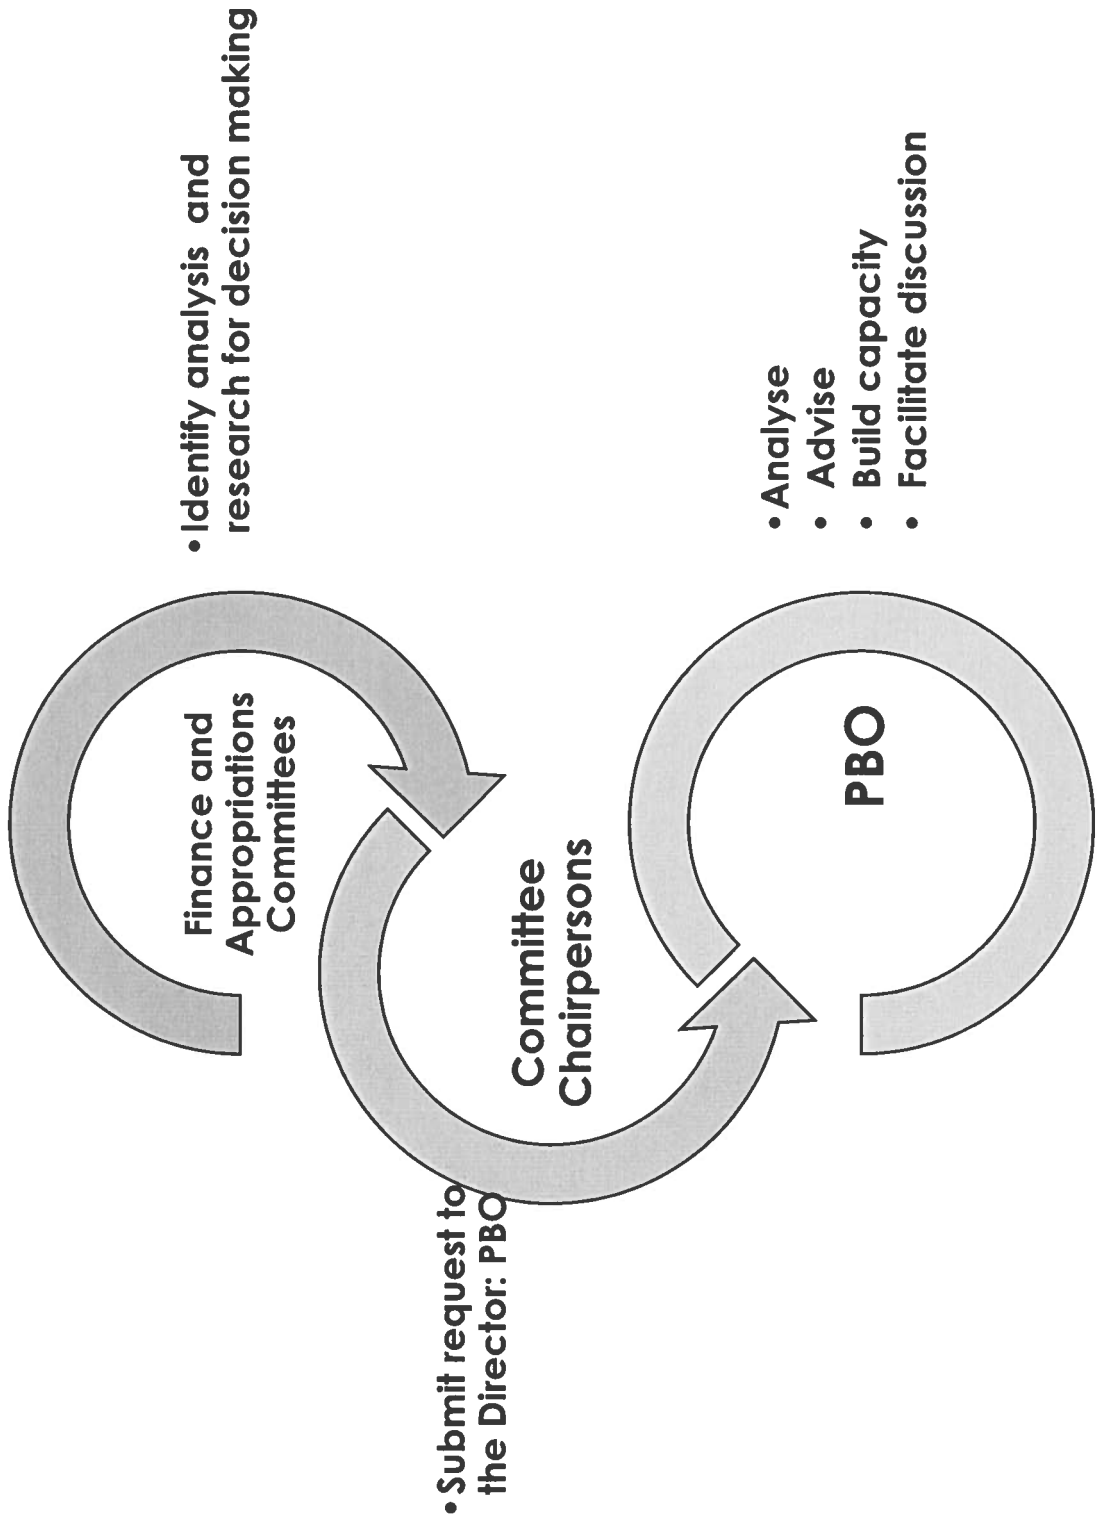 •Identify analysis and
research for decision making
Finance and
Appropriations
Committees
•Submit request to
the Director: PBO
Committee
Chairpersons
•Analyse
• Advise
• Build capacity
• Facilitate discussion
PBO